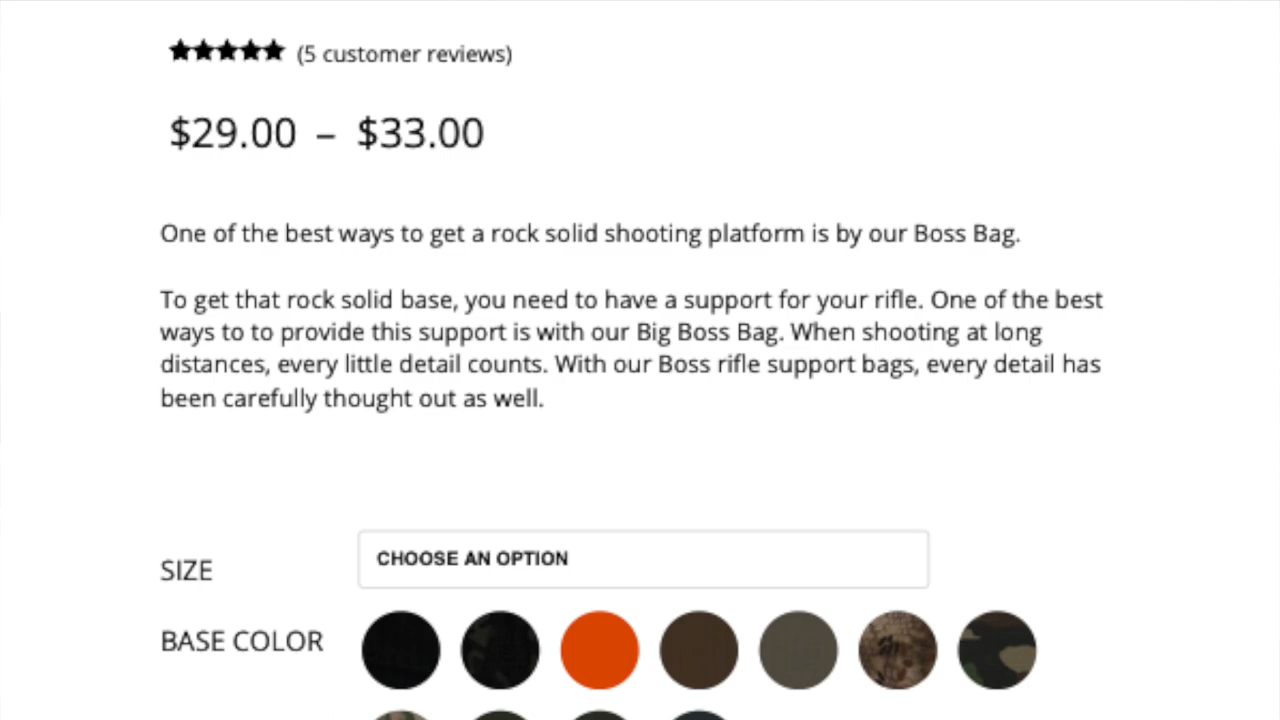 (5 customer reviews)
$29.00 – $33.00
One of the best ways to get a rock solid shooting platform is by our Boss Bag.
To get that rock solid base, you need to have a support for your rifle. One of the best
ways to to provide this support is with our Big Boss Bag. When shooting at long
distances, every little detail counts. With our Boss rifle support bags, every detail has
been carefully thought out as well.
SIZE
CHOOSE AN OPTION
BASE COLOR